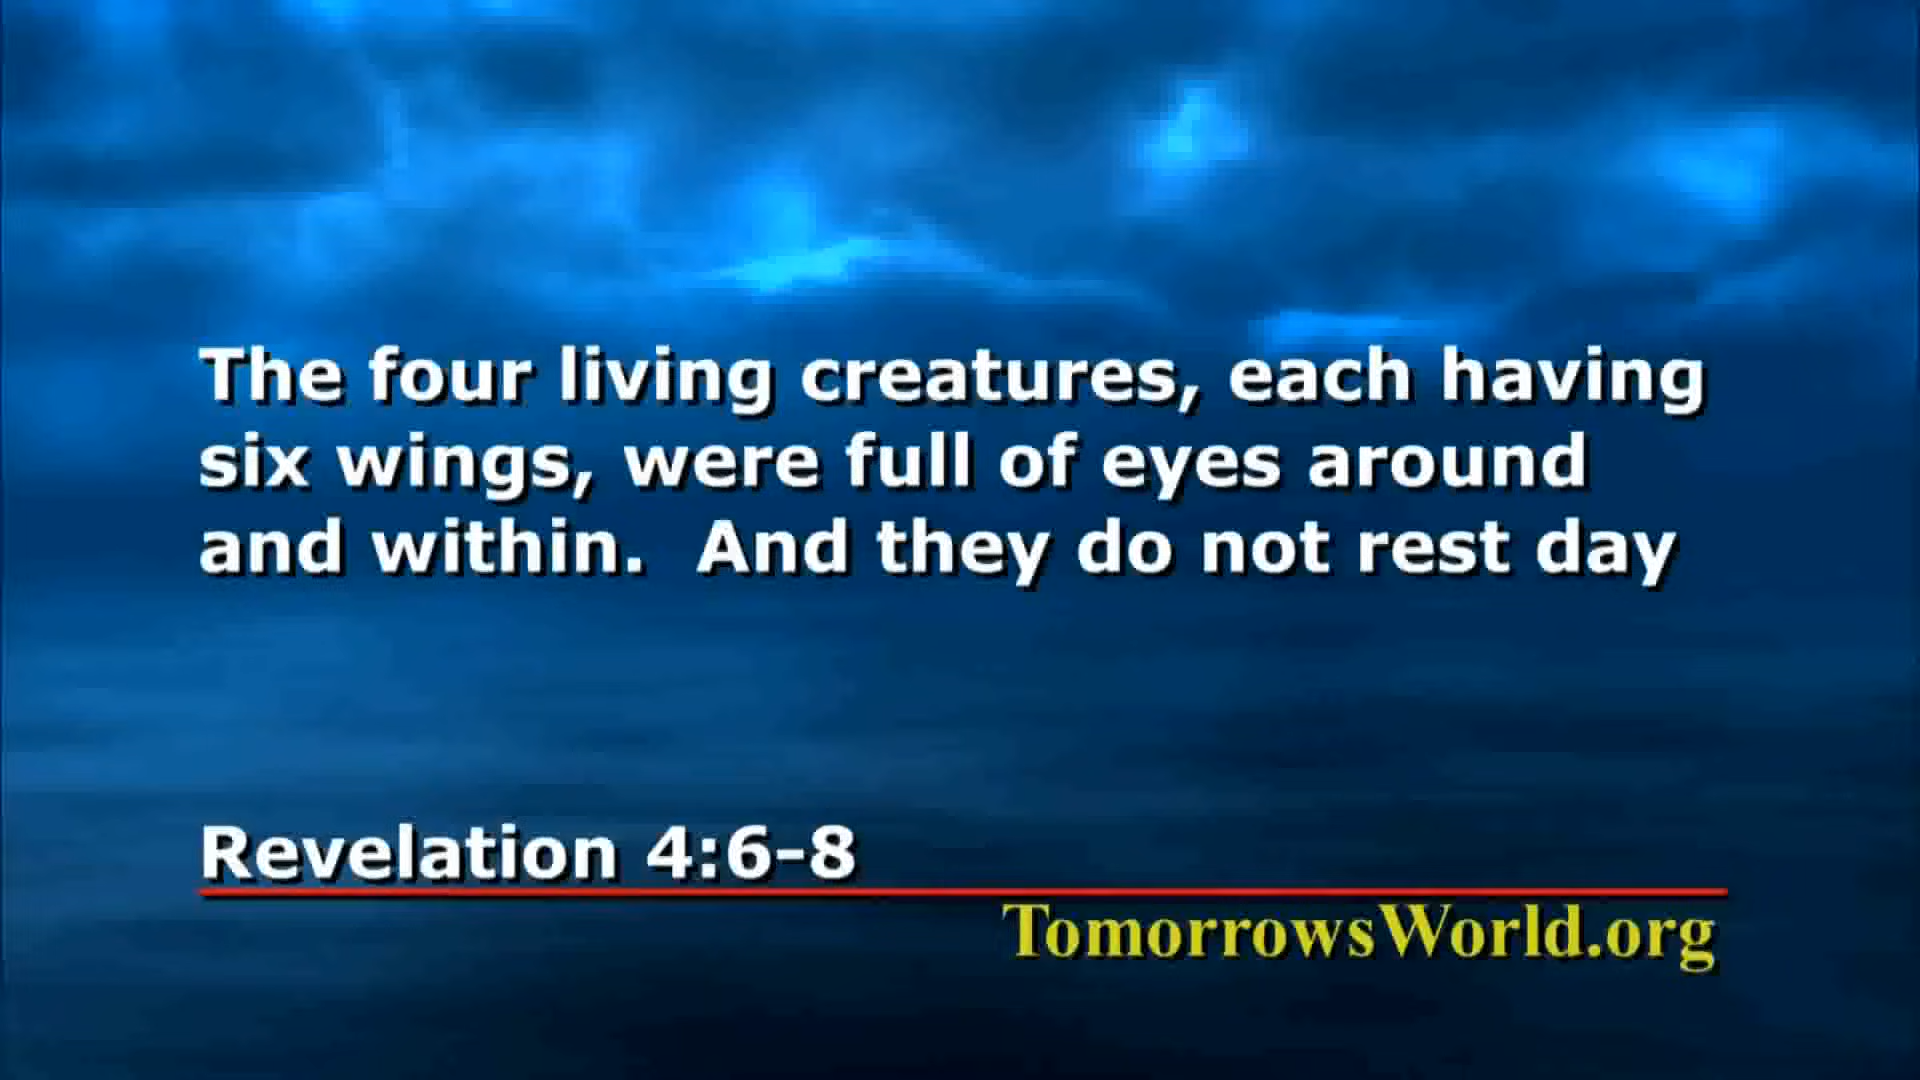 The four living creatures, each having
six wings, were full of eyes around
and within.  And they do not rest day
Revelation 4:6-8
TomorrowsWorld.org